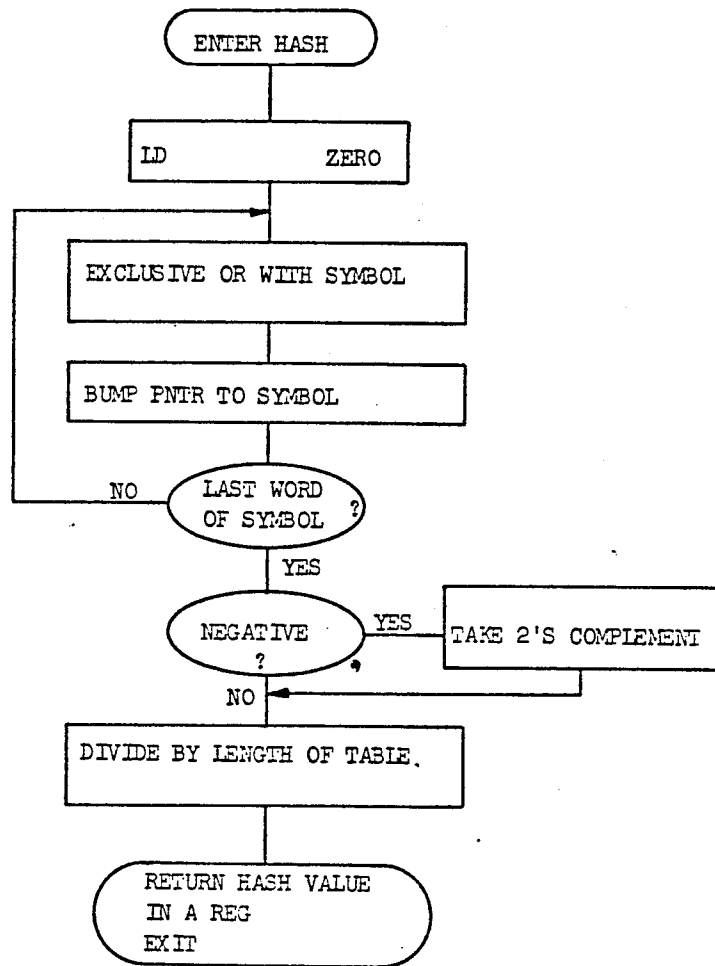 ENTER HASH
LD ZERO
EXCLUSIVE OR WITH SYMBOL
BUMP PNTR TO SYMBOL
NO
LAST WORD
OF SYMBOL ?
YES
NEGATIVE
?
YES
TAKE 2'S COMPLEMENT
NO
DIVIDE BY LENGTH OF TABLE.
RETURN HASH VALUE
IN A REG
EXIT